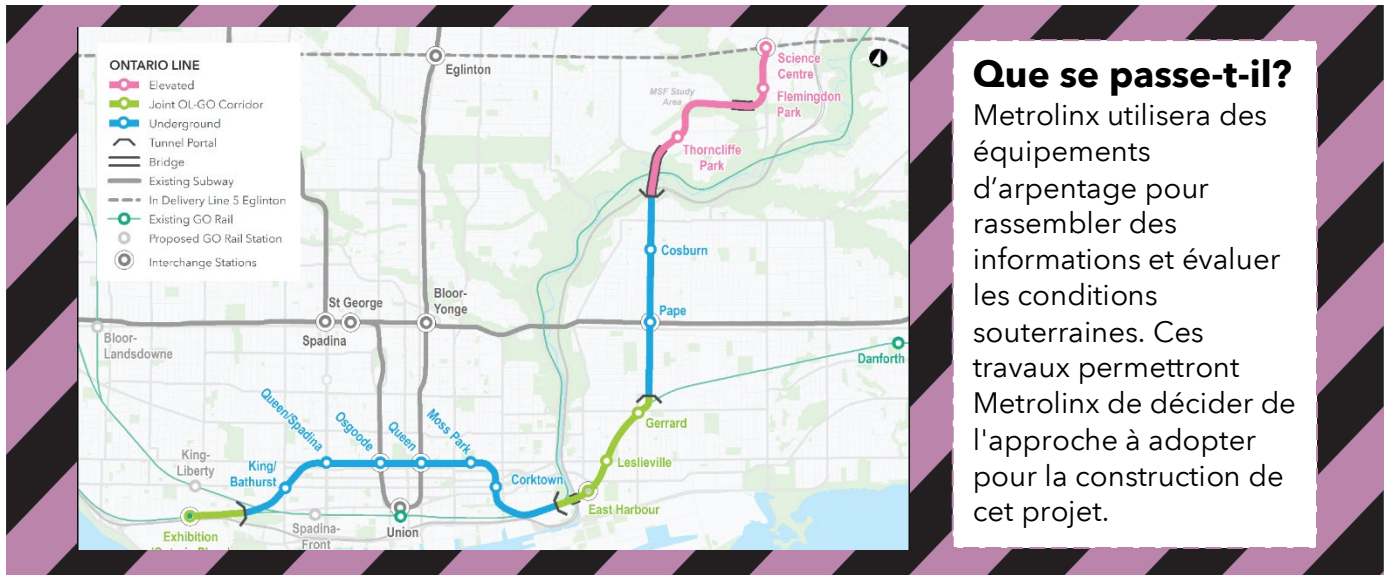 ONTARIO LINE
Elevated
Joint OL-GO Corridor
Underground
Tunnel Portal
Bridge
Existing Subway
In Delivery Line 5 Eglinton
Existing GO Rail
Proposed GO Rail Station
Interchange Stations
Eglinton
Science
Centre
MSF Study
Area
Flemingdon
Park
Thorncliffe
Park
Cosburn
St George
Bloor-
Yonge
Pape
Spadina
Bloor-
Landsdowne
Danforth
Queen/Spadina
Osgoode
Queen
Moss Park
Gerrard
King-
Liberty
King/
Bathurst
Leslieville
Corktown
East Harbour
Exhibition
Spadina-
Front
Union
Que se passe-t-il?
Metrolinx utilisera des
équipements
d’arpentage pour
rassembler des
informations et évaluer
les conditions
souterraines. Ces
travaux permettront
Metrolinx de décider de
l'approche à adopter
pour la construction de
cet projet.